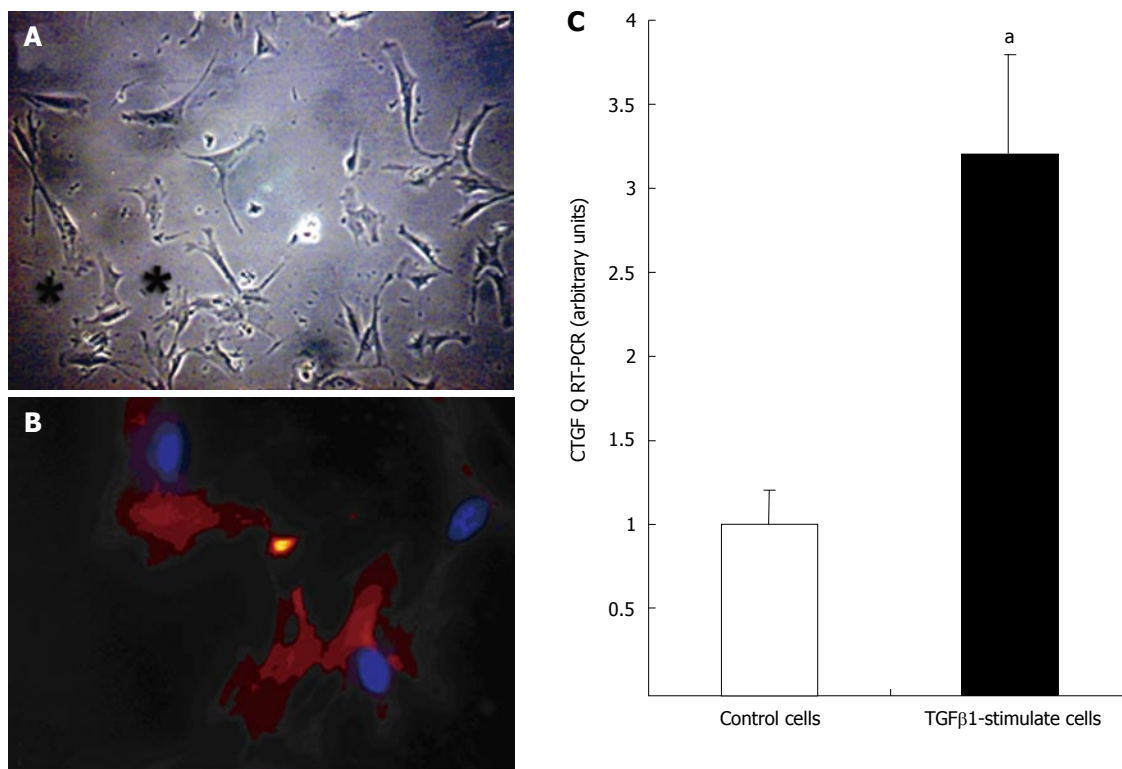 A
B
C
CTGF Q RT-PCR (arbitrary units)
4
3.5
3
2.5
2
1.5
1
0.5
a
Control cells
TGFβ1-stimulate cells